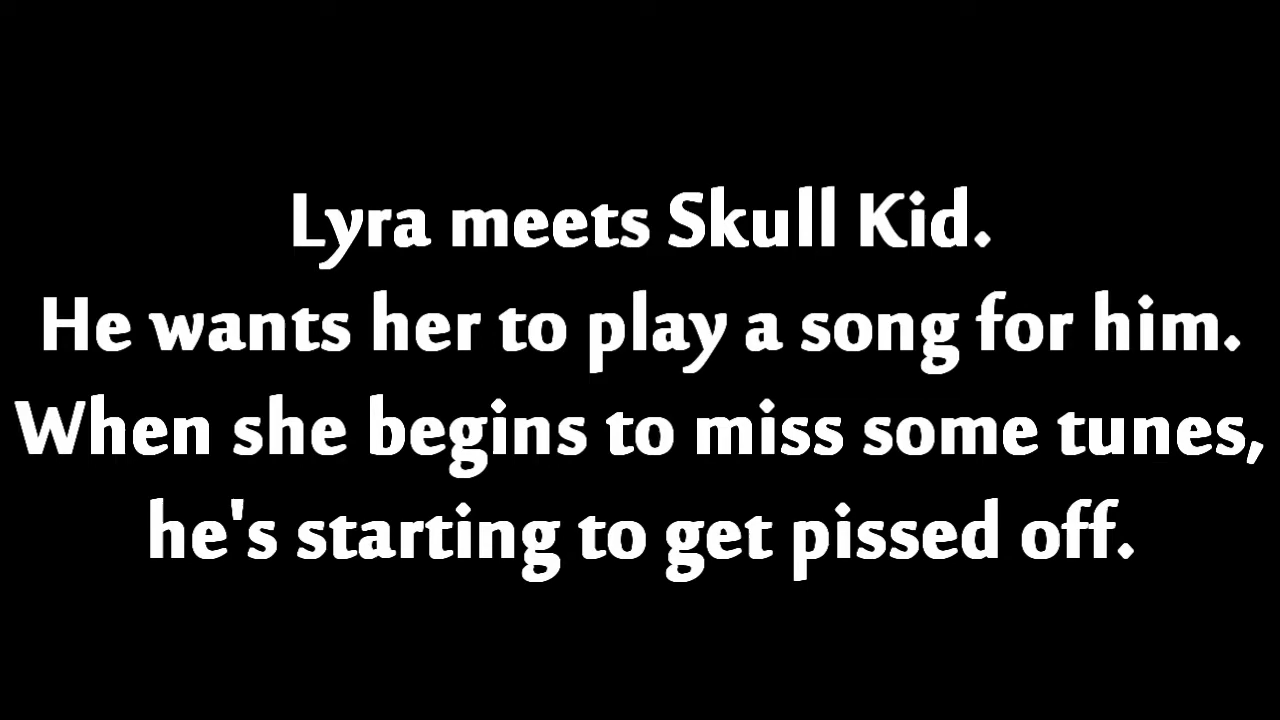 Lyra meets Skull Kid.
He wants her to play a song for him.
When she begins to miss some tunes,
he's starting to get pissed off.